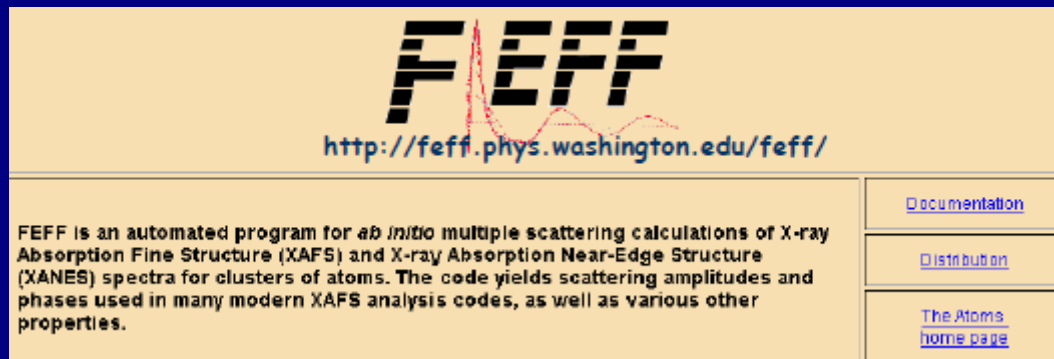 FEFF
http://feff.phys.washington.edu/feff/
FEFF is an automated program for ab initio multiple scattering calculations of X-ray
Absorption Fine Structure (XAFS) and X-ray Absorption Near-Edge Structure
(XANES) spectra for clusters of atoms. The code yields scattering amplitudes and
phases used in many modern XAFS analysis codes, as well as various other
properties.
Documentation
Distribution
The Atoms
home page